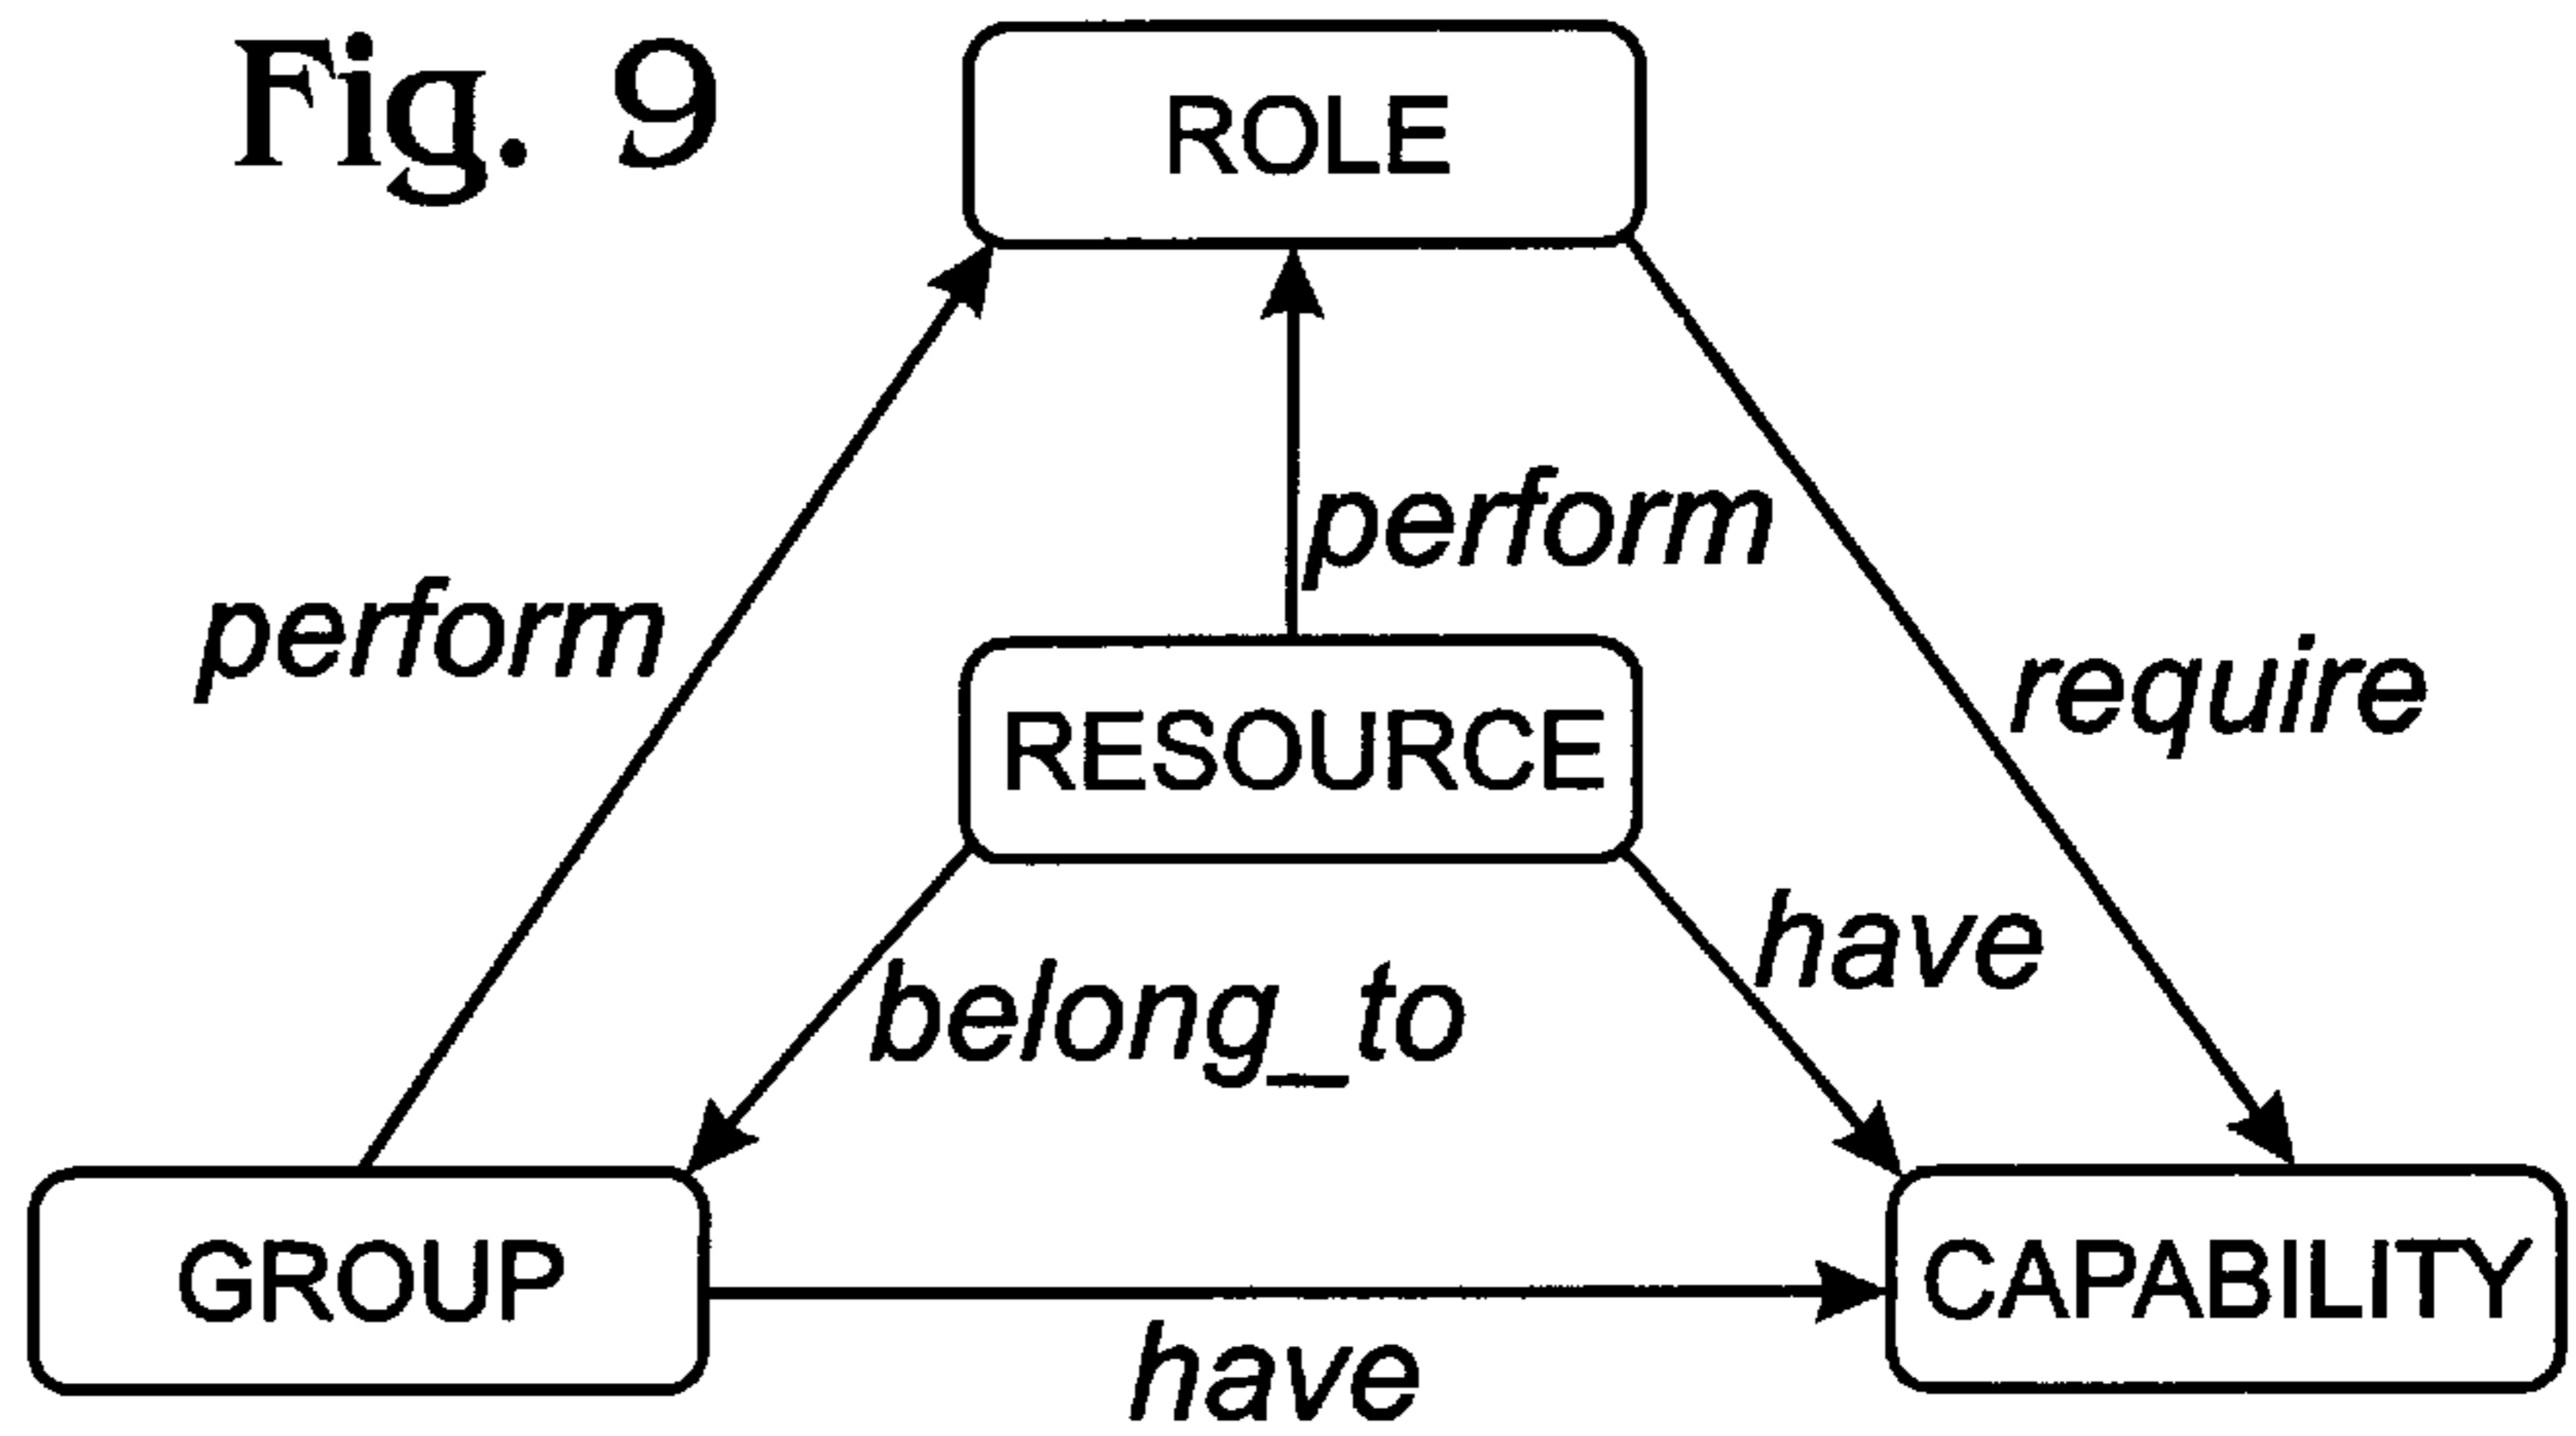 Fig. 9
ROLE
perform
perform
require
RESOURCE
have
belong_to
GROUP
CAPABILITY
have